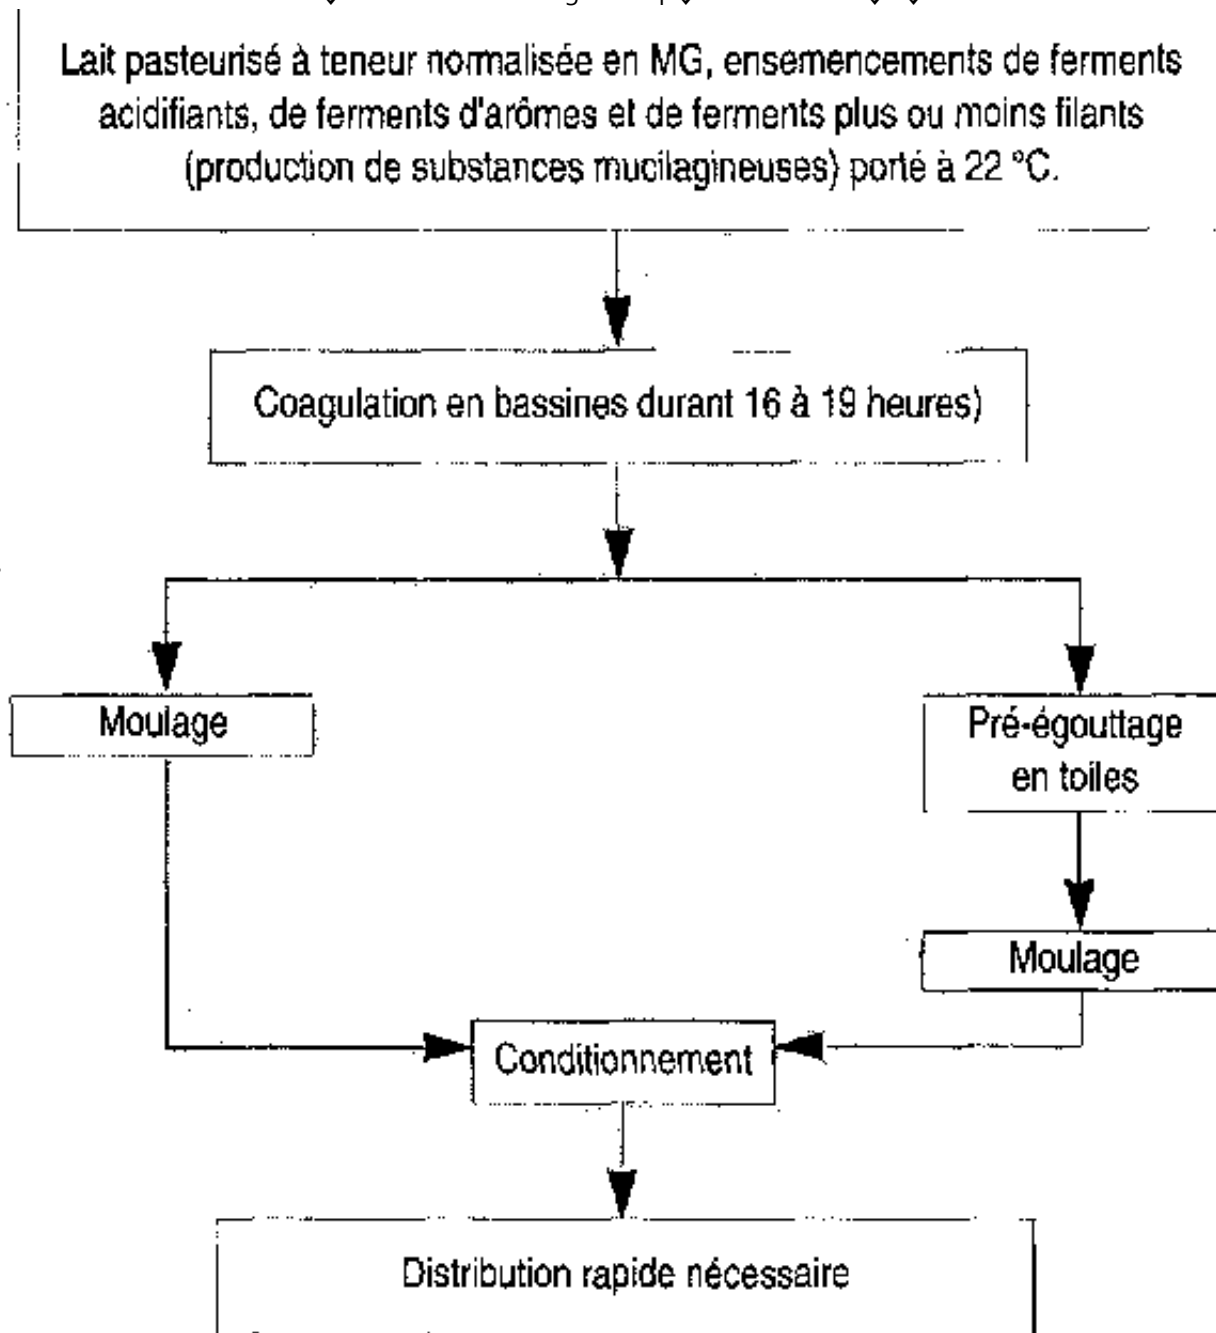 Lait pasteurisé à teneur normalisée en MG, ensemencements de ferments
acidifiants, de ferments d'arômes et de ferments plus ou moins filants
(production de substances mucilagineuses) porté à 22 °C.
Coagulation en bassines durant 16 à 19 heures)
Moulage
Pré-égouttage
en toiles
Moulage
Conditionnement
Distribution rapide nécessaire